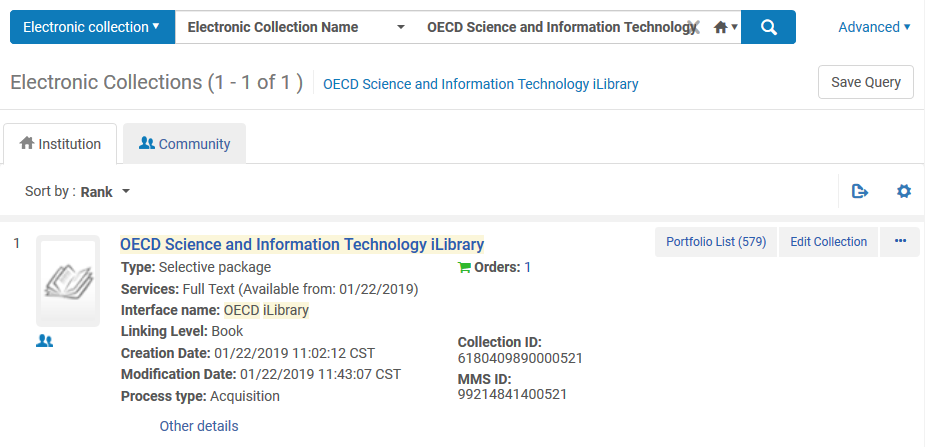 Electronic collection Electronic Collection Name OECD Science and Information Technology Advanced
Electronic Collections (1 - 1 of 1 ) OECD Science and Information Technology iLibrary Save Query
Institution Community
Sort by : Rank
1 OECD Science and Information Technology iLibrary Portfolio List (579) Edit Collection ...
Type: Selective package Orders: 1
Services: Full Text (Available from: 01/22/2019)
Interface name: OECD iLibrary
Linking Level: Book
Creation Date: 01/22/2019 11:02:12 CST
Modification Date: 01/22/2019 11:43:07 CST
Process type: Acquisition
Collection ID:
6180409890000521
MMS ID:
99214841400521
Other details